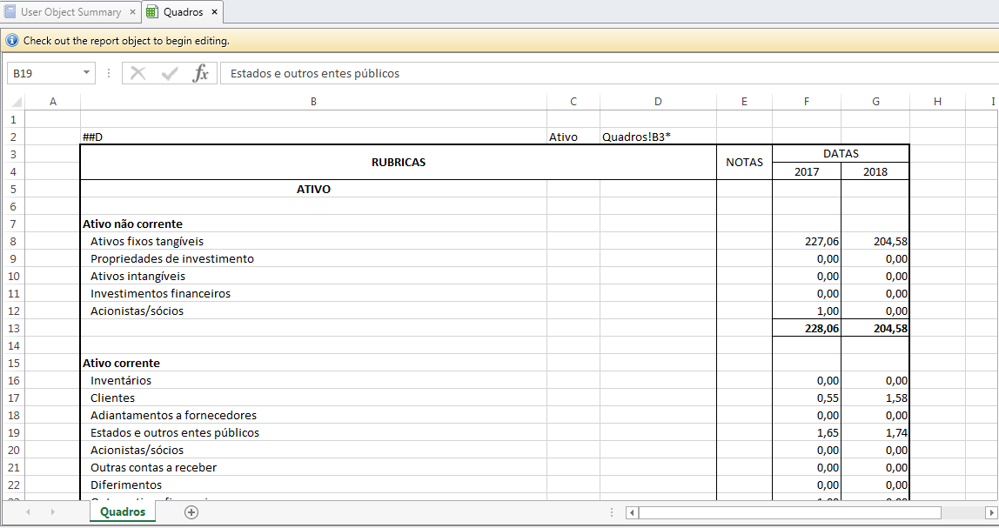 User Object Summary × Quadros ×
Check out the report object to begin editing.
B19 fx Estados e outros entes públicos
A B C D E F G H I
1
2 ##D Ativo Quadros!B3*
3 RUBRICAS NOTAS DATAS
4 2017 2018
5 ATIVO
6
7 Ativo não corrente
8 Ativos fixos tangíveis 227,06 204,58
9 Propriedades de investimento 0,00 0,00
10 Ativos intangíveis 0,00 0,00
11 Investimentos financeiros 0,00 0,00
12 Acionistas/sócios 1,00 0,00
13 228,06 204,58
14
15 Ativo corrente
16 Inventários 0,00 0,00
17 Clientes 0,55 1,58
18 Adiantamentos a fornecedores 0,00 0,00
19 Estados e outros entes públicos 1,65 1,74
20 Acionistas/sócios 0,00 0,00
21 Outras contas a receber 0,00 0,00
22 Diferimentos 0,00 0,00
Quadros